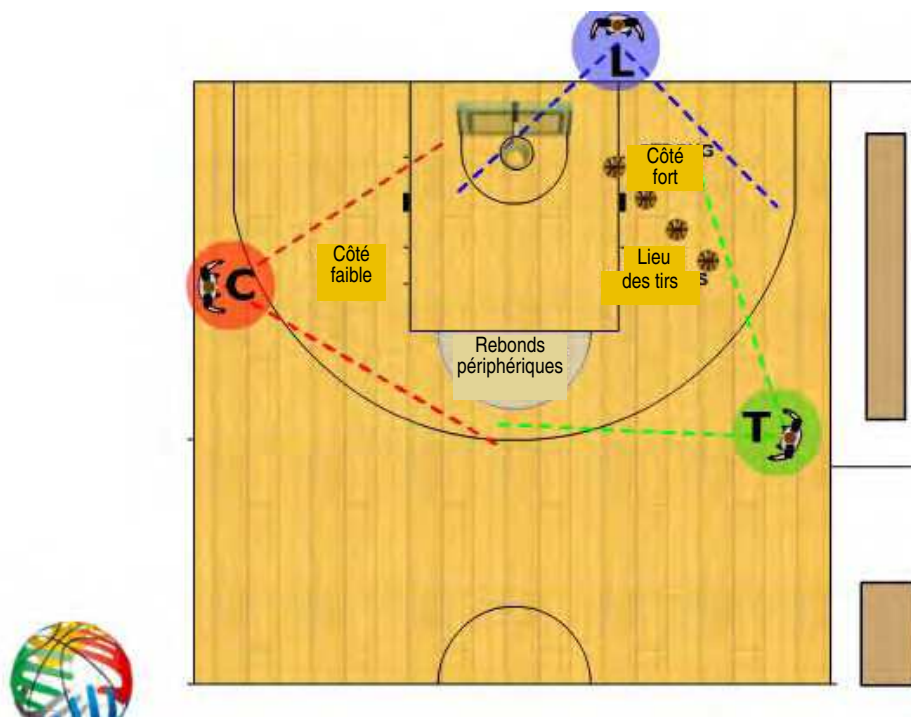 L
Côté
fort
G
C
Côté
faible
Lieu
des tirs
S
Rebonds
périphériques
T